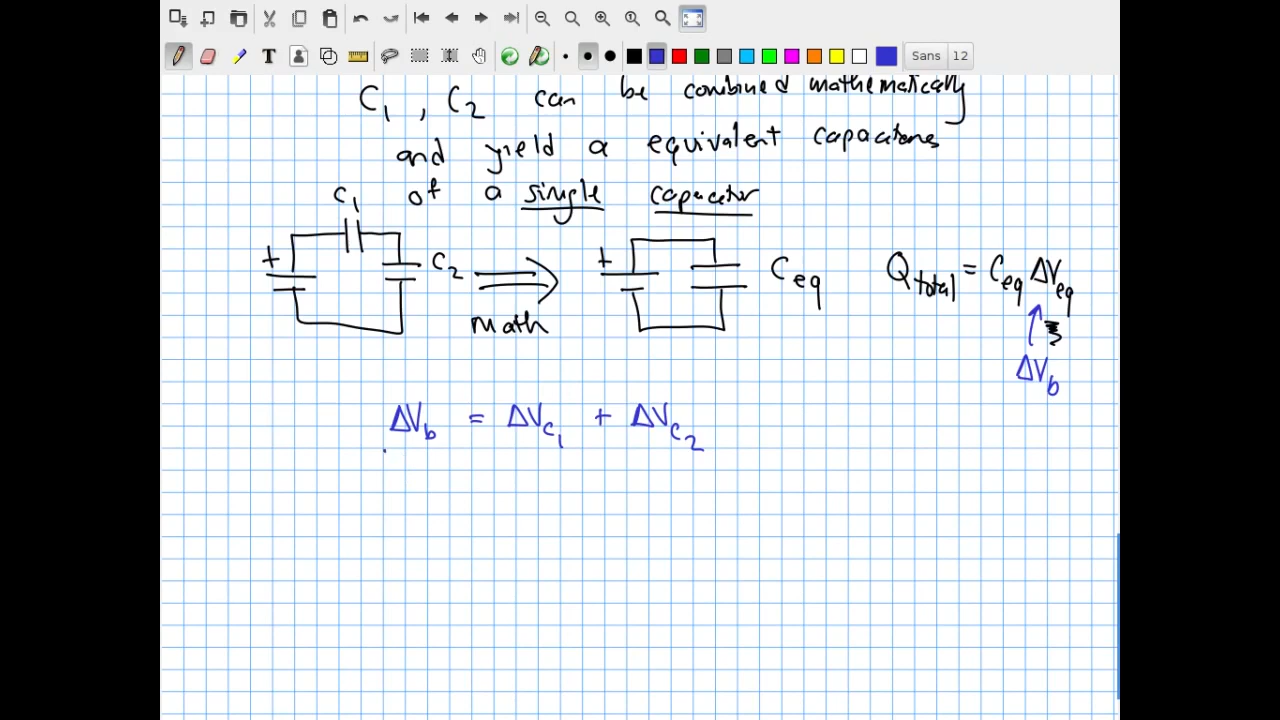 T
Sans 12
C₁, C₂ can be combined mathematically
and yield a equivalent capacitans
of a single capacitor
C₁
+ C₂
math
+ Ceq
Qtotal = Ceq ΔVeq
ΔVb
ΔVb = ΔVC₁ + ΔVC₂